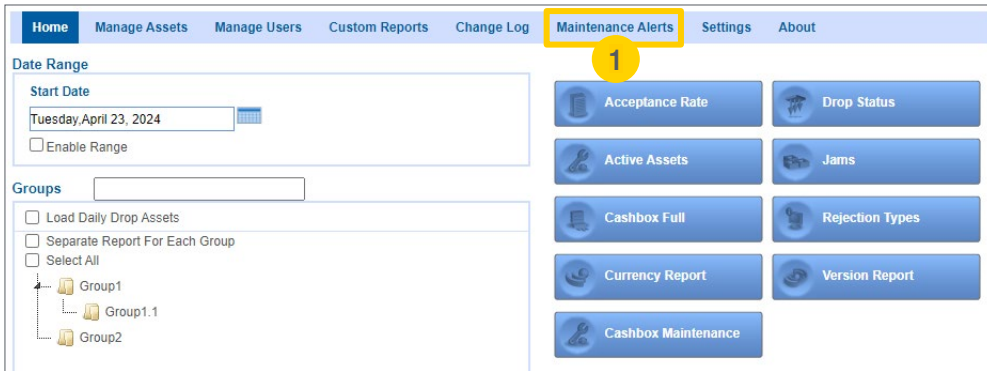 Home Manage Assets Manage Users Custom Reports Change Log Maintenance Alerts Settings About
1
Date Range
Start Date
Tuesday,April 23, 2024
Enable Range
Groups
Load Daily Drop Assets
Separate Report For Each Group
Select All
Group1
Group1.1
Group2
Acceptance Rate
Drop Status
Active Assets
Jams
Cashbox Full
Rejection Types
Currency Report
Version Report
Cashbox Maintenance